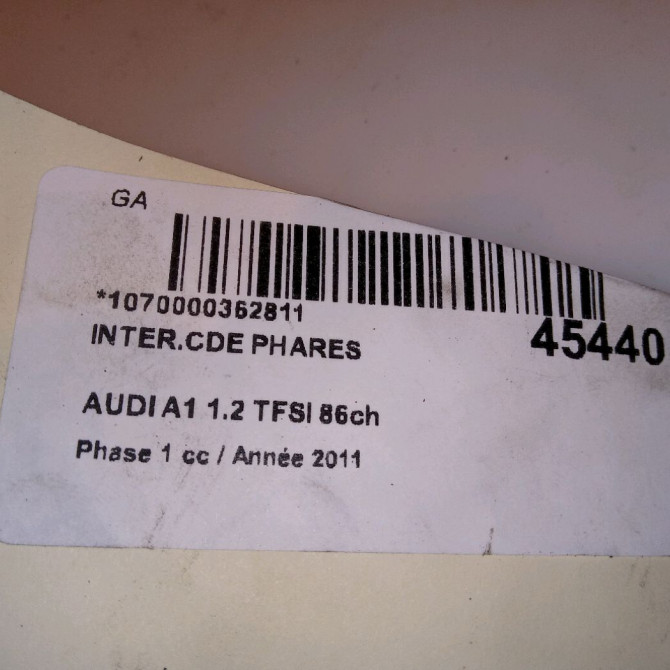 GA
*1070000362811
45440
INTER.CDE PHARES
AUDI A1 1.2 TFSI 86ch
Phase 1 cc / Année 2011